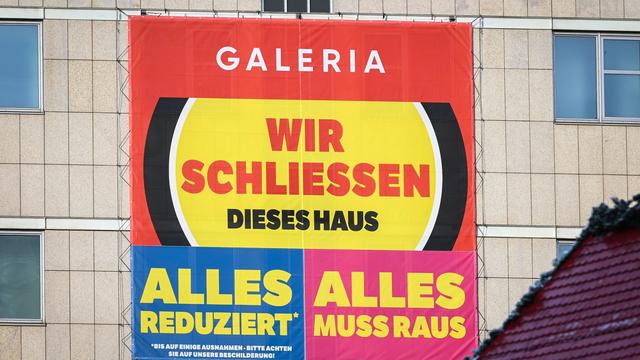 GALERIA
WIR
SCHLIESSEN
DIESES HAUS
ALLES
REDUZIERT*
*BIS AUF EINIGE AUSNAHMEN - BITTE ACHTEN
SIE AUF UNSERE BESCHILDERUNG!
ALLES
MUSS RAUS